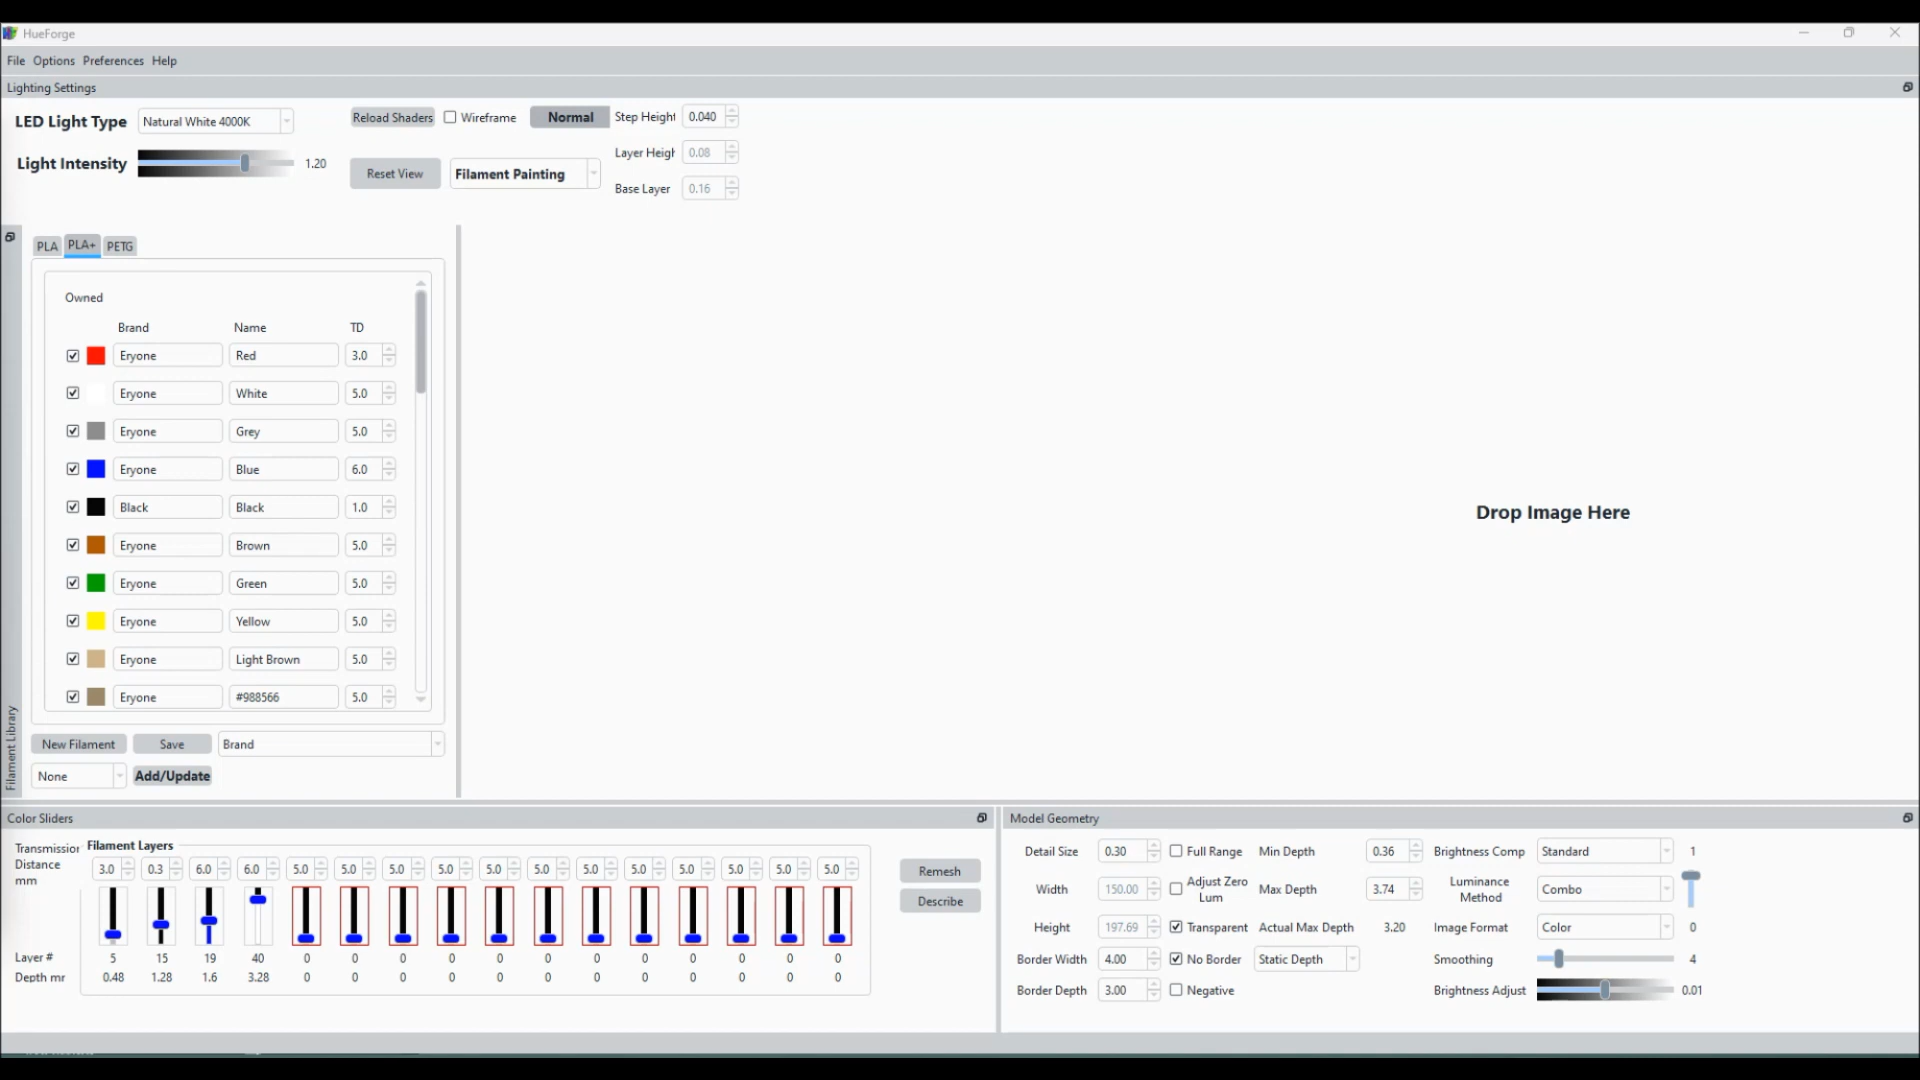 HueForge
File Options Preferences Help
Lighting Settings
LED Light Type Natural White 4000K Reload Shaders Wireframe Normal Step Height 0.040
Layer Heigh 0.08
Light Intensity 1.20 Reset View Filament Painting
Base Layer 0.16
PLA PLA+ PETG
Owned
Brand Name TD
Eryone Red 3.0
Eryone White 5.0
Eryone Grey 5.0
Eryone Blue 6.0
Black Black 1.0
Drop Image Here
Eryone Brown 5.0
Eryone Green 5.0
Eryone Yellow 5.0
Eryone Light Brown 5.0
Eryone #988566 5.0
Filament Library
New Filament Save Brand
None Add/Update
Color Sliders
Transmission Filament Layers
Distance
mm
3.0 0.3 6.0 6.0 5.0 5.0 5.0 5.0 5.0 5.0 5.0 5.0 5.0 5.0 5.0 5.0
Remesh
Describe
Layer # 5 15 19 40 0 0 0 0 0 0 0 0 0 0 0 0
Depth mr 0.48 1.28 1.6 3.28 0 0 0 0 0 0 0 0 0 0 0 0
Model Geometry
Detail Size 0.30 Full Range Min Depth 0.36 Brightness Comp Standard 1
Width 150.00 Adjust Zero Lum Max Depth 3.74 Luminance Method Combo
Height 197.69 Transparent Actual Max Depth 3.20 Image Format Color 0
Border Width 4.00 No Border Static Depth Smoothing 4
Border Depth 3.00 Negative Brightness Adjust 0.01